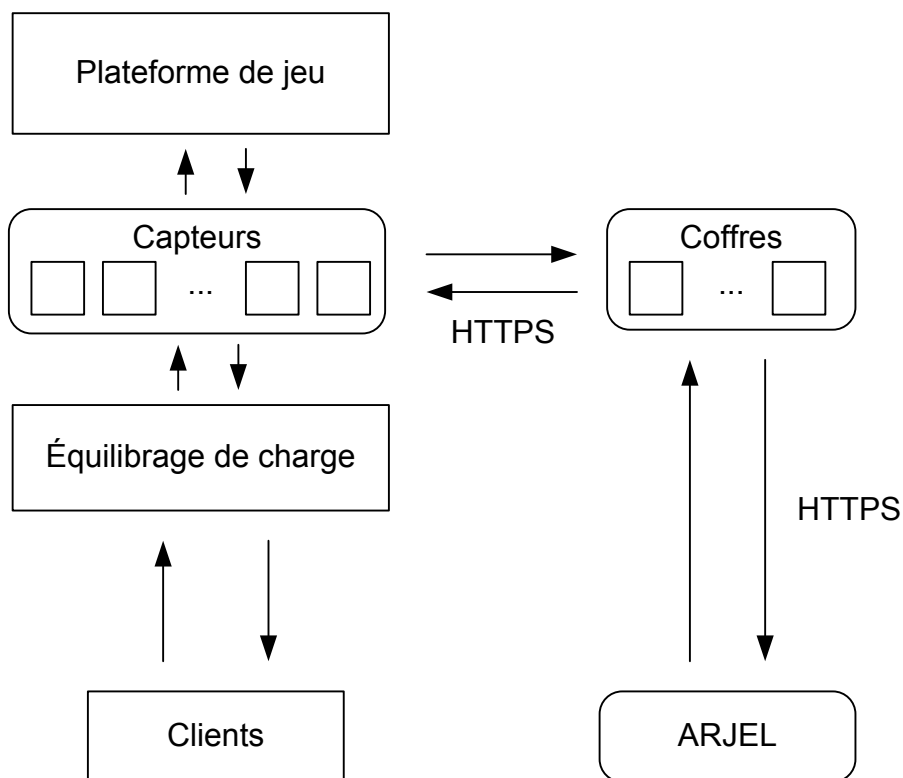 Plateforme de jeu
Capteurs
...
Coffres
...
HTTPS
Équilibrage de charge
HTTPS
Clients
ARJEL